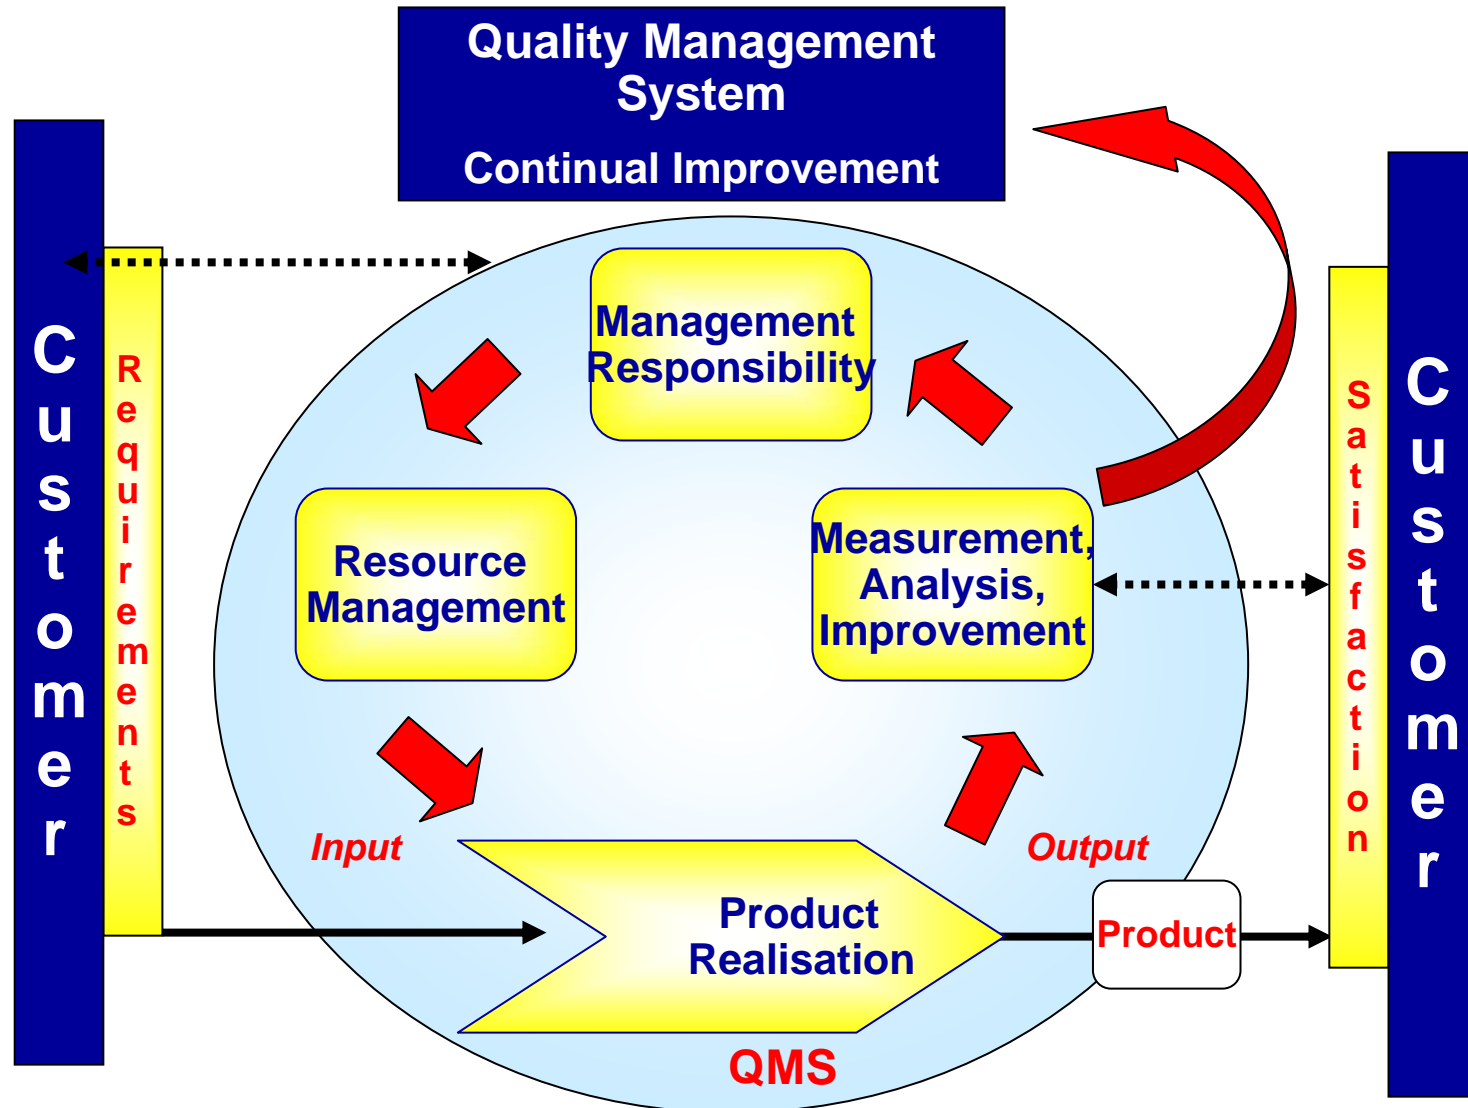 Quality Management
System
Continual Improvement
Customer
Requirements
Management
Responsibility
Resource
Management
Measurement,
Analysis,
Improvement
Input
Output
Product
Realisation
Product
QMS
Satisfaction
Customer